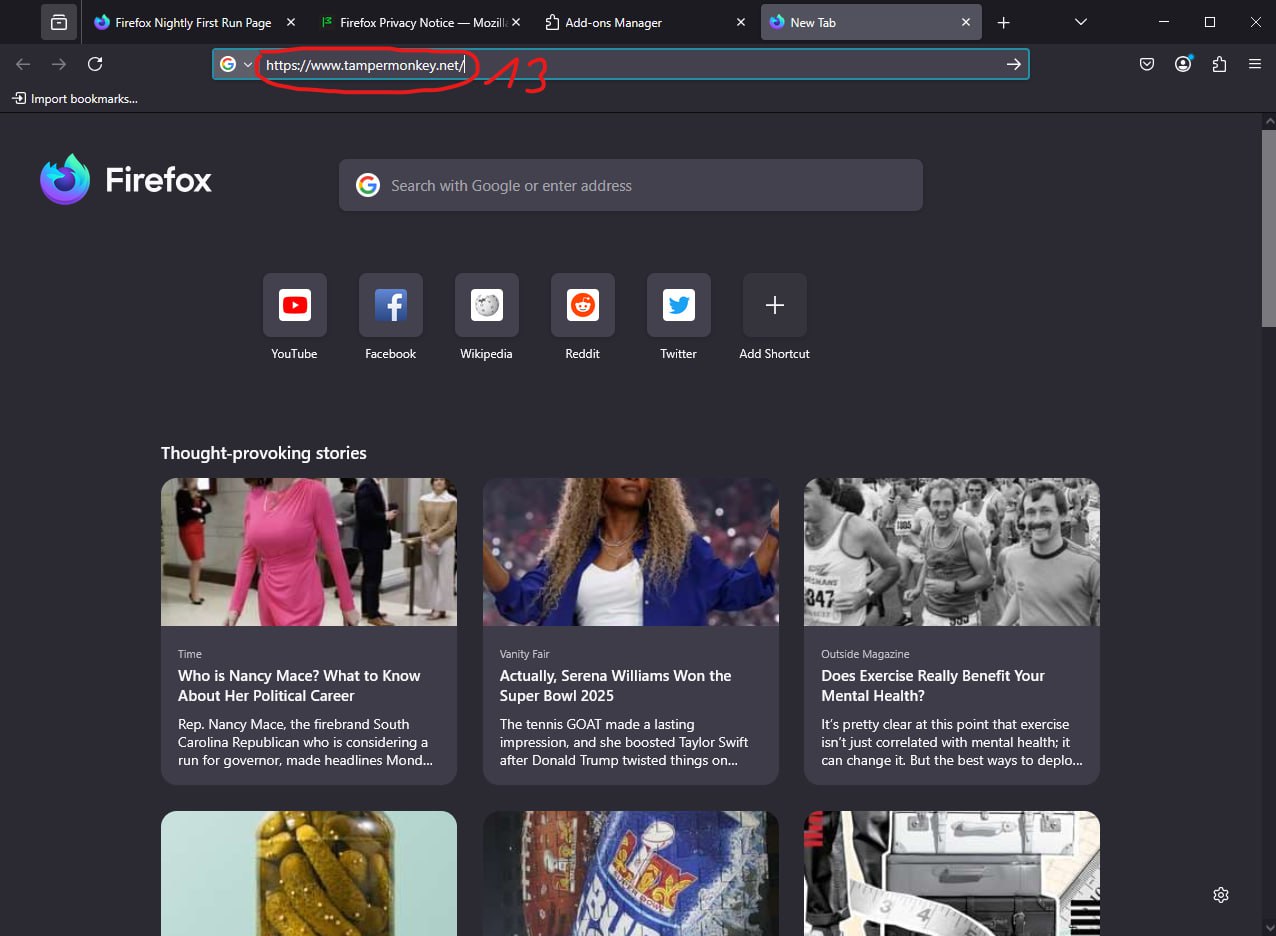 Firefox Nightly First Run Page
Firefox Privacy Notice — Mozilla
Add-ons Manager
New Tab
https://www.tampermonkey.net/
13
Import bookmarks...
Firefox
Search with Google or enter address
YouTube
Facebook
Wikipedia
Reddit
Twitter
Add Shortcut
Thought-provoking stories
Time
Who is Nancy Mace? What to Know
About Her Political Career
Rep. Nancy Mace, the firebrand South
Carolina Republican who is considering a
run for governor, made headlines Mond...
Vanity Fair
Actually, Serena Williams Won the
Super Bowl 2025
The tennis GOAT made a lasting
impression, and she boosted Taylor Swift
after Donald Trump twisted things on...
Outside Magazine
Does Exercise Really Benefit Your
Mental Health?
It's pretty clear at this point that exercise
isn't just correlated with mental health; it
can change it. But the best ways to deplo...